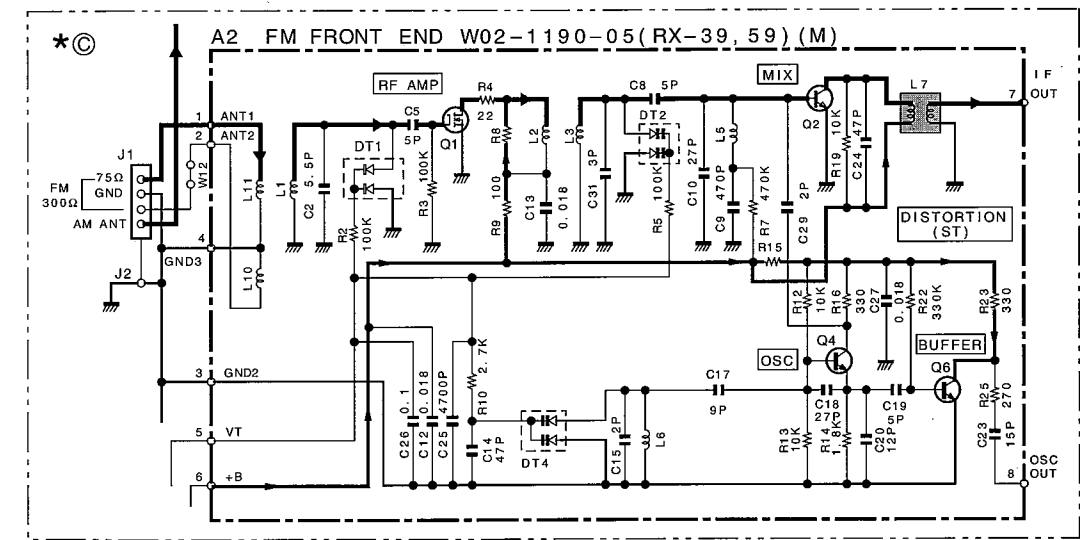 *©
A2 FM FRONT END W02-1190-05(RX-39,59)(M)
RF AMP
MIX
L7
IF
OUT
7
1
ANT1
2
ANT2
J1
75Ω
GND
FM
300Ω
AM ANT
W12
L11
L1
C2 5.5P
DT1
C5
5P
R3 100K
Q1
R4
22
R8
100
L2
C13
0.018
R9
L3
C8 5P
C31
3P
DT2
100K
R5
C10
27P
L5
C9
470P
R7
470K
C29
2P
Q2
R19
10K
C24
47P
DISTORTION
(ST)
R2
100K
4
GND3
J2
L10
R15
R12
10K
R16
330
C27
0.018
R22
330K
R23
330
OSC
Q4
BUFFER
Q6
3
GND2
C26 0.1
C12 0.018
C25 4700P
R10 2.7K
C14
47P
DT4
C15 2P
L6
C17
9P
C18
27P
C19
5P
R13
10K
R14
1.8K
C20
12P
R25
270
C23
15P
5
VT
6
+B
OSC
OUT
8